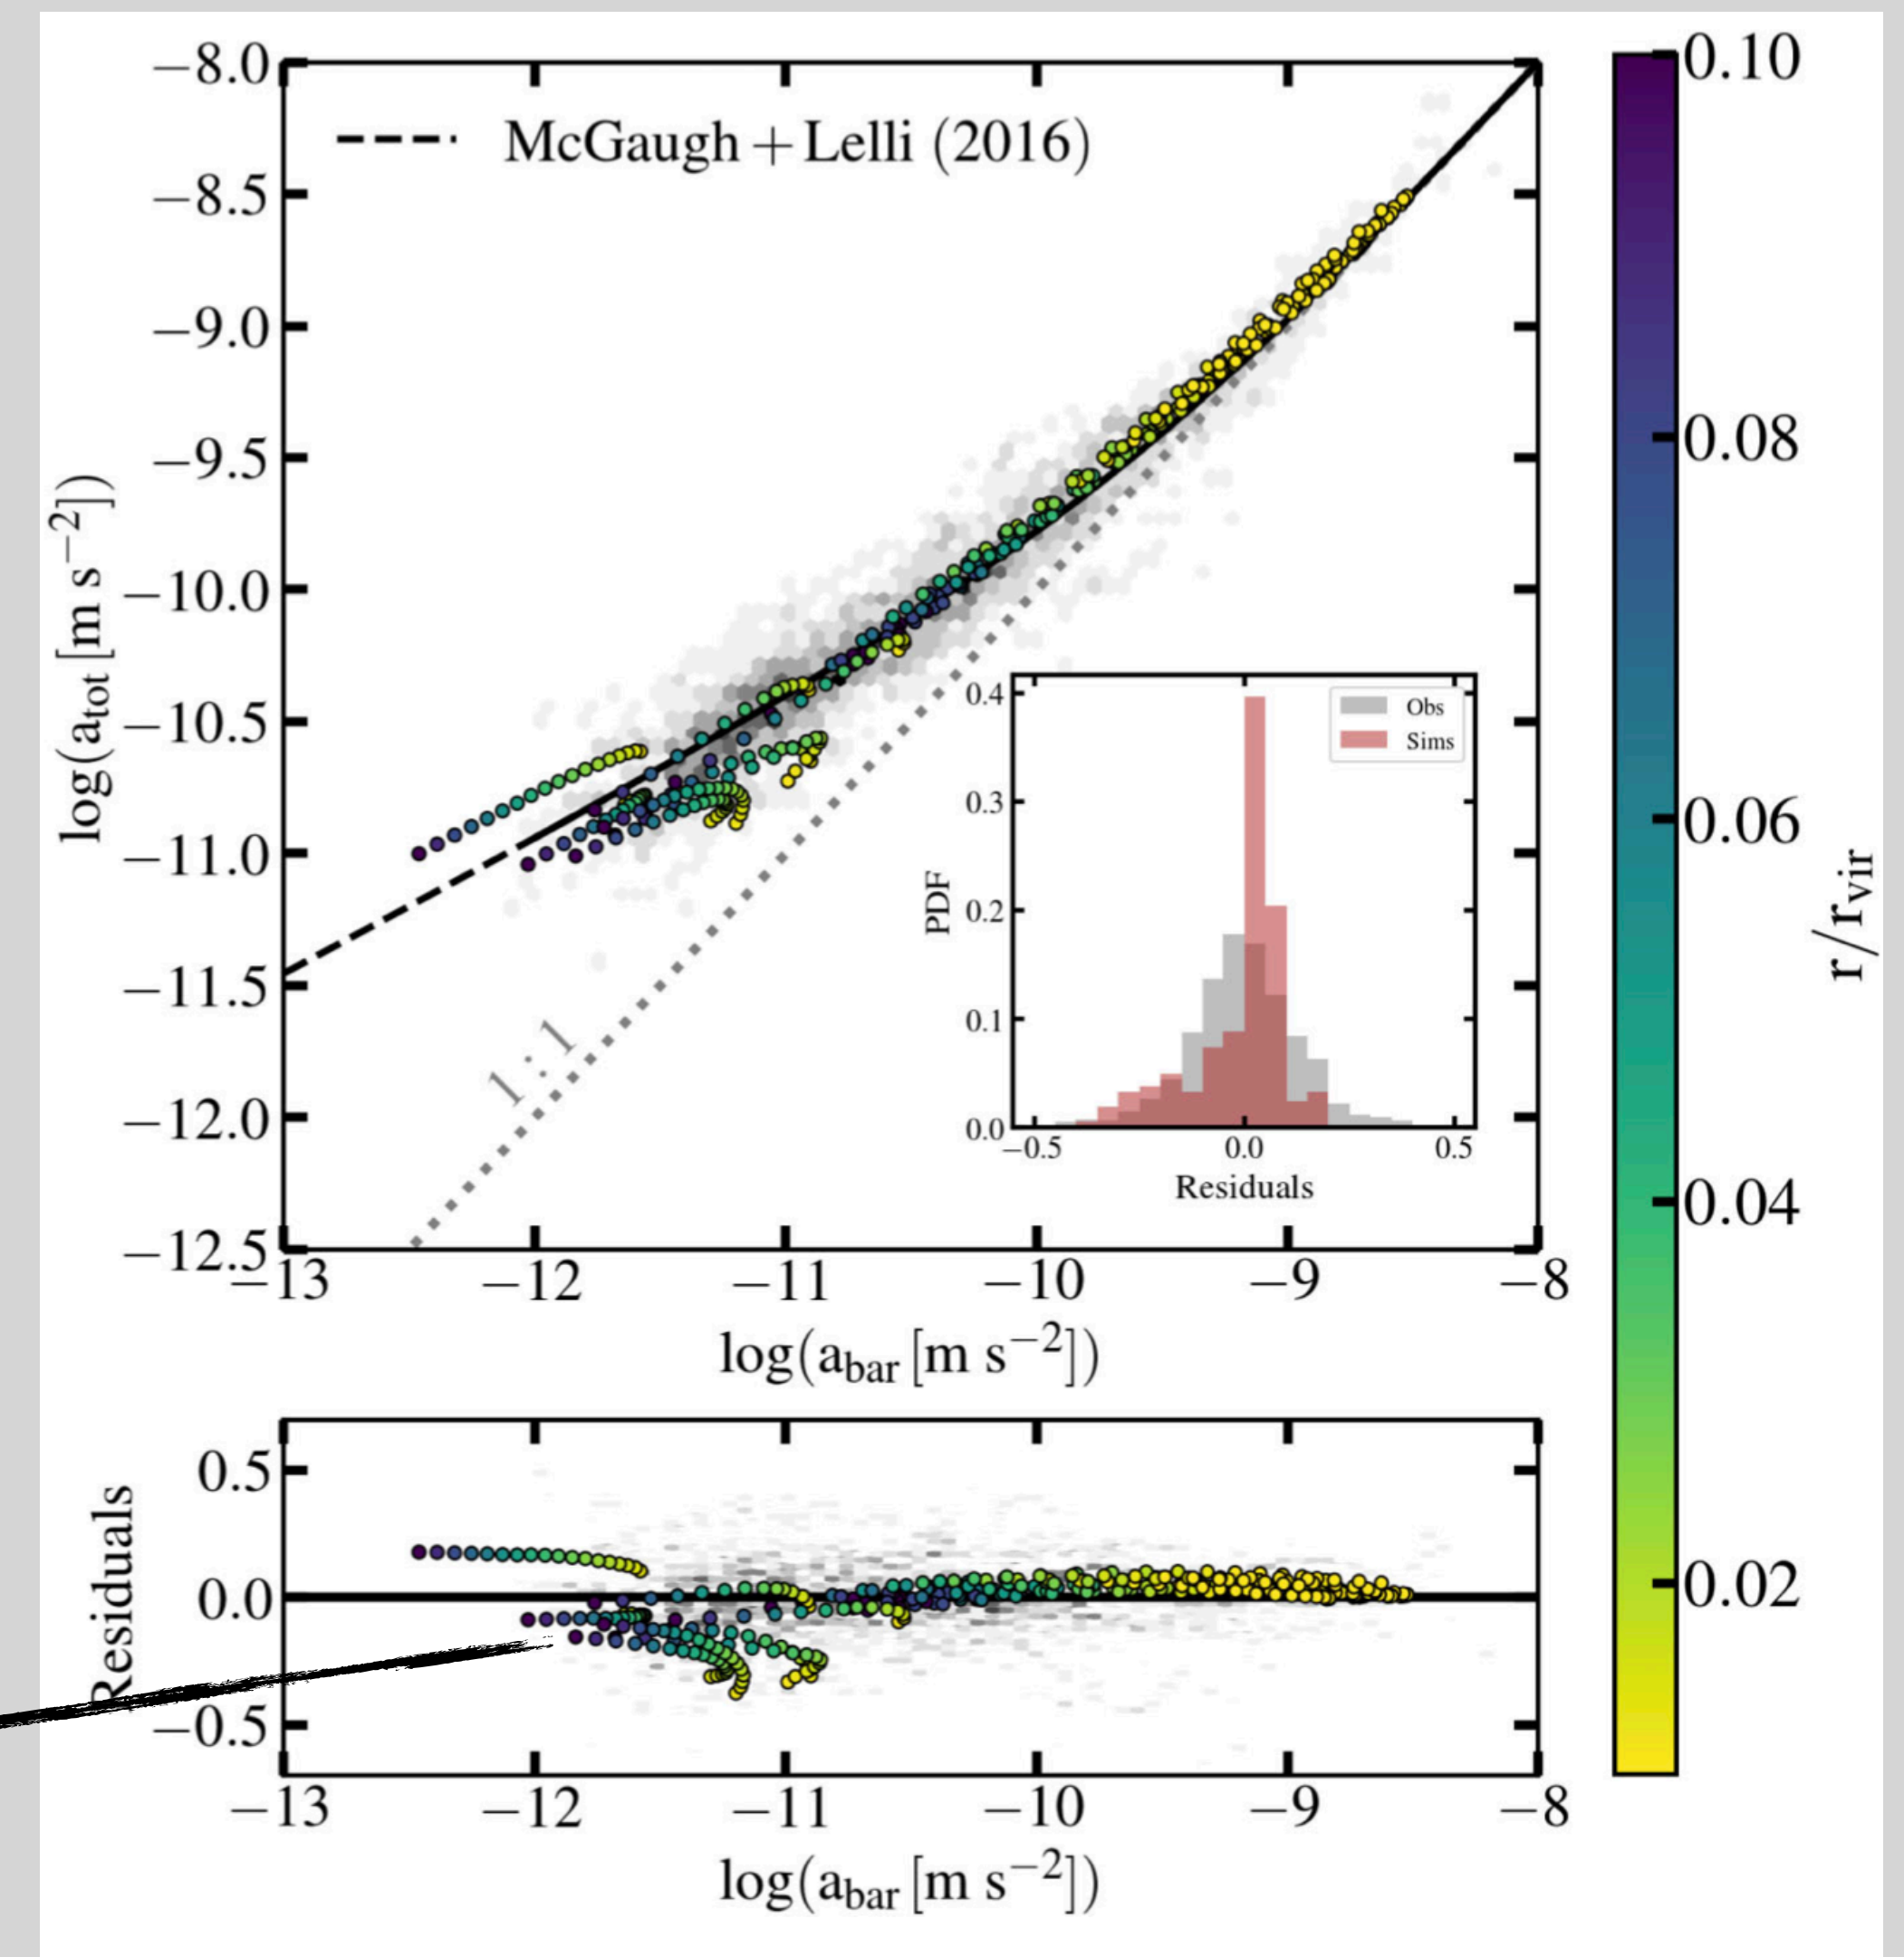 −8.0
−8.5
−9.0
−9.5
−10.0
−10.5
−11.0
−11.5
−12.0
−12.5
log(a_tot [m s⁻²])
McGaugh + Lelli (2016)
1 : 1
−13 −12 −11 −10 −9 −8
log(a_bar [m s⁻²])
0.4
0.3
0.2
0.1
0.0
PDF
Obs
Sims
−0.5 0.0 0.5
Residuals
0.5
0.0
−0.5
Residuals
−13 −12 −11 −10 −9 −8
log(a_bar [m s⁻²])
0.10
0.08
0.06
0.04
0.02
r/r_vir